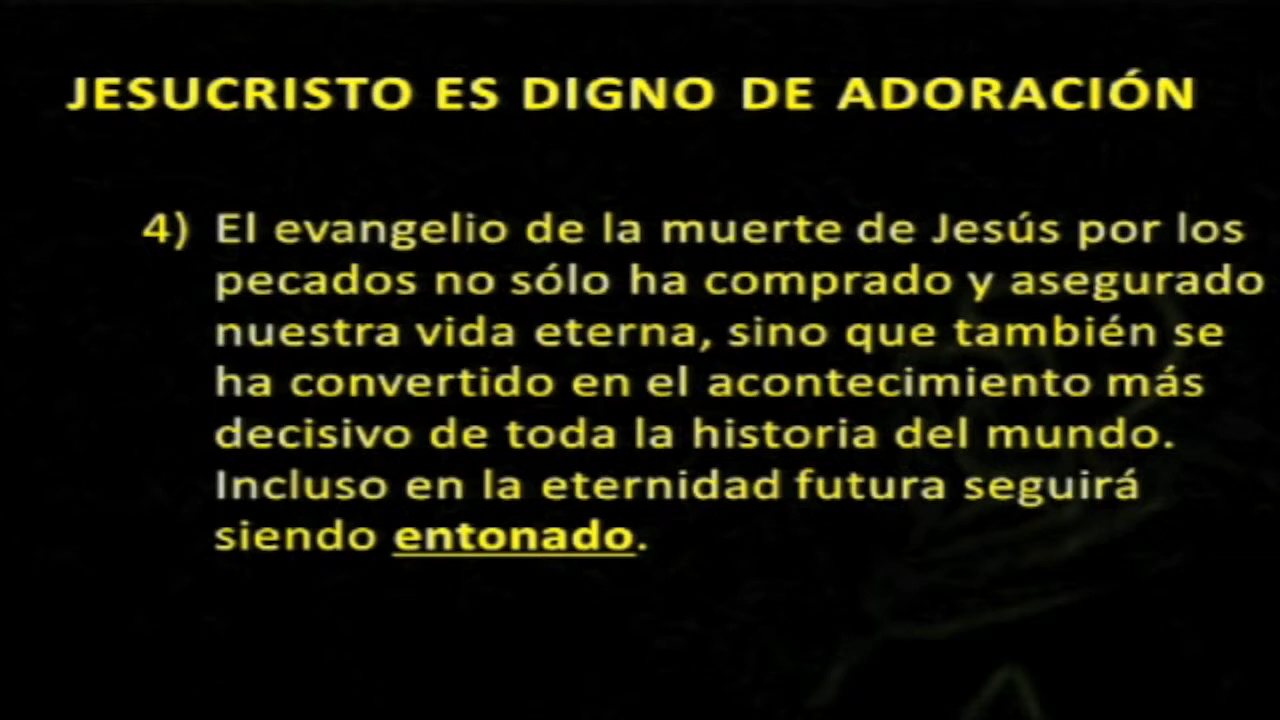 JESUCRISTO ES DIGNO DE ADORACIÓN
4) El evangelio de la muerte de Jesús por los
pecados no sólo ha comprado y asegurado
nuestra vida eterna, sino que también se
ha convertido en el acontecimiento más
decisivo de toda la historia del mundo.
Incluso en la eternidad futura seguirá
siendo entonado.